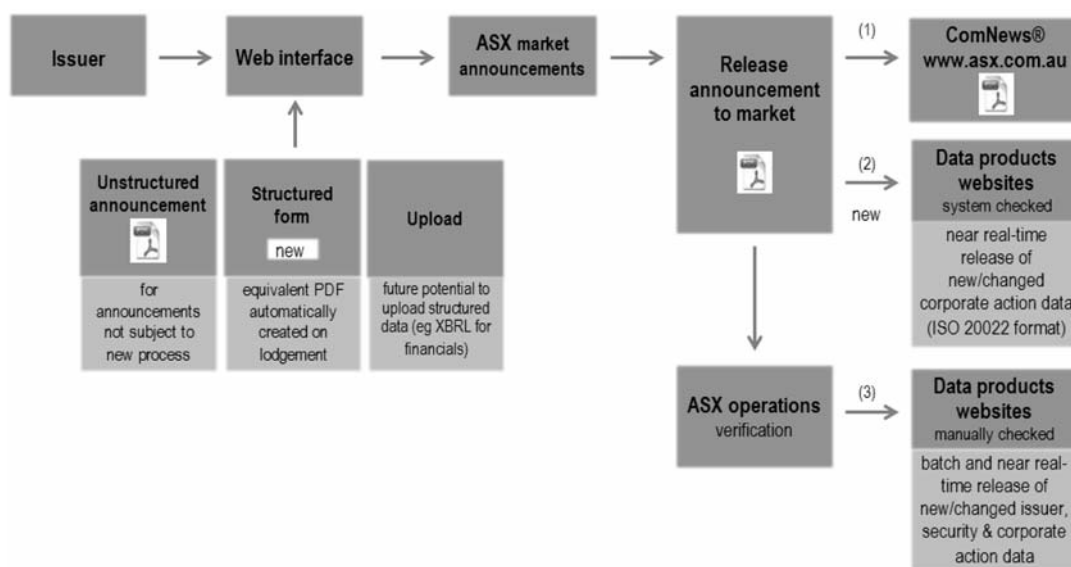 Issuer
Web interface
ASX market
announcements
Release
announcement
to market
(1)
ComNews®
www.asx.com.au
(2)
new
Data products
websites
system checked
near real-time
release of
new/changed
corporate action data
(ISO 20022 format)
Unstructured
announcement
for
announcements
not subject to
new process
Structured
form
new
equivalent PDF
automatically
created on
lodgement
Upload
future potential to
upload structured
data (eg XBRL for
financials)
ASX operations
verification
(3)
Data products
websites
manually checked
batch and near real-
time release of
new/changed issuer,
security & corporate
action data